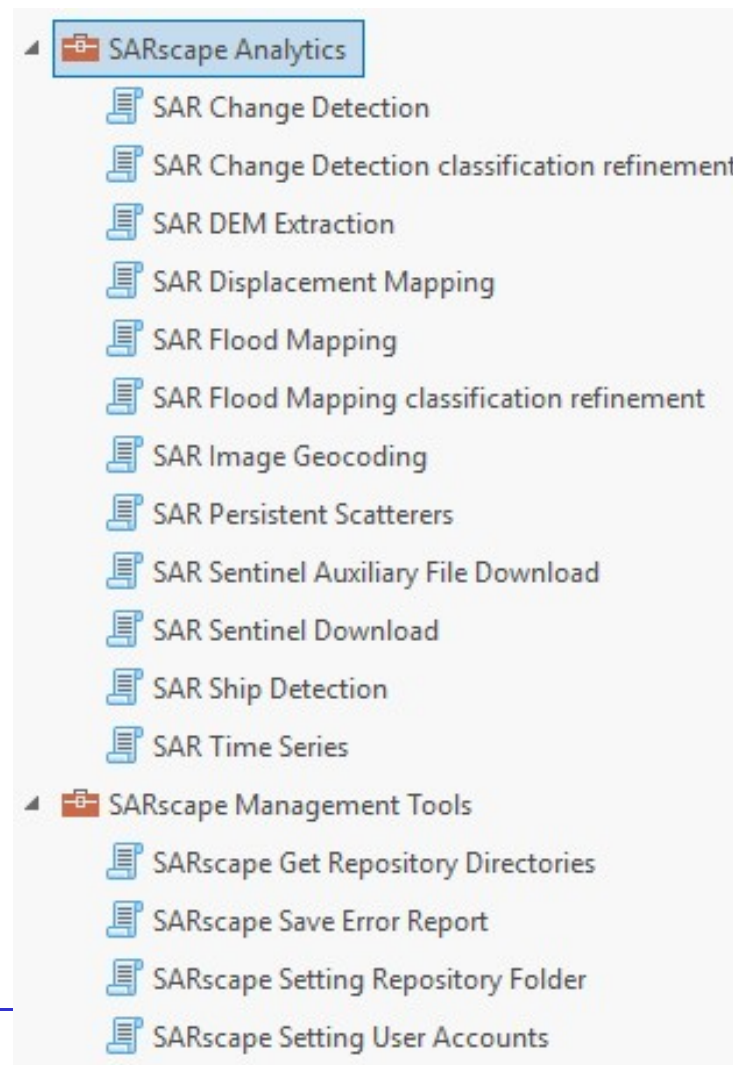 SARscape Analytics
SAR Change Detection
SAR Change Detection classification refinement
SAR DEM Extraction
SAR Displacement Mapping
SAR Flood Mapping
SAR Flood Mapping classification refinement
SAR Image Geocoding
SAR Persistent Scatterers
SAR Sentinel Auxiliary File Download
SAR Sentinel Download
SAR Ship Detection
SAR Time Series
SARscape Management Tools
SARscape Get Repository Directories
SARscape Save Error Report
SARscape Setting Repository Folder
SARscape Setting User Accounts